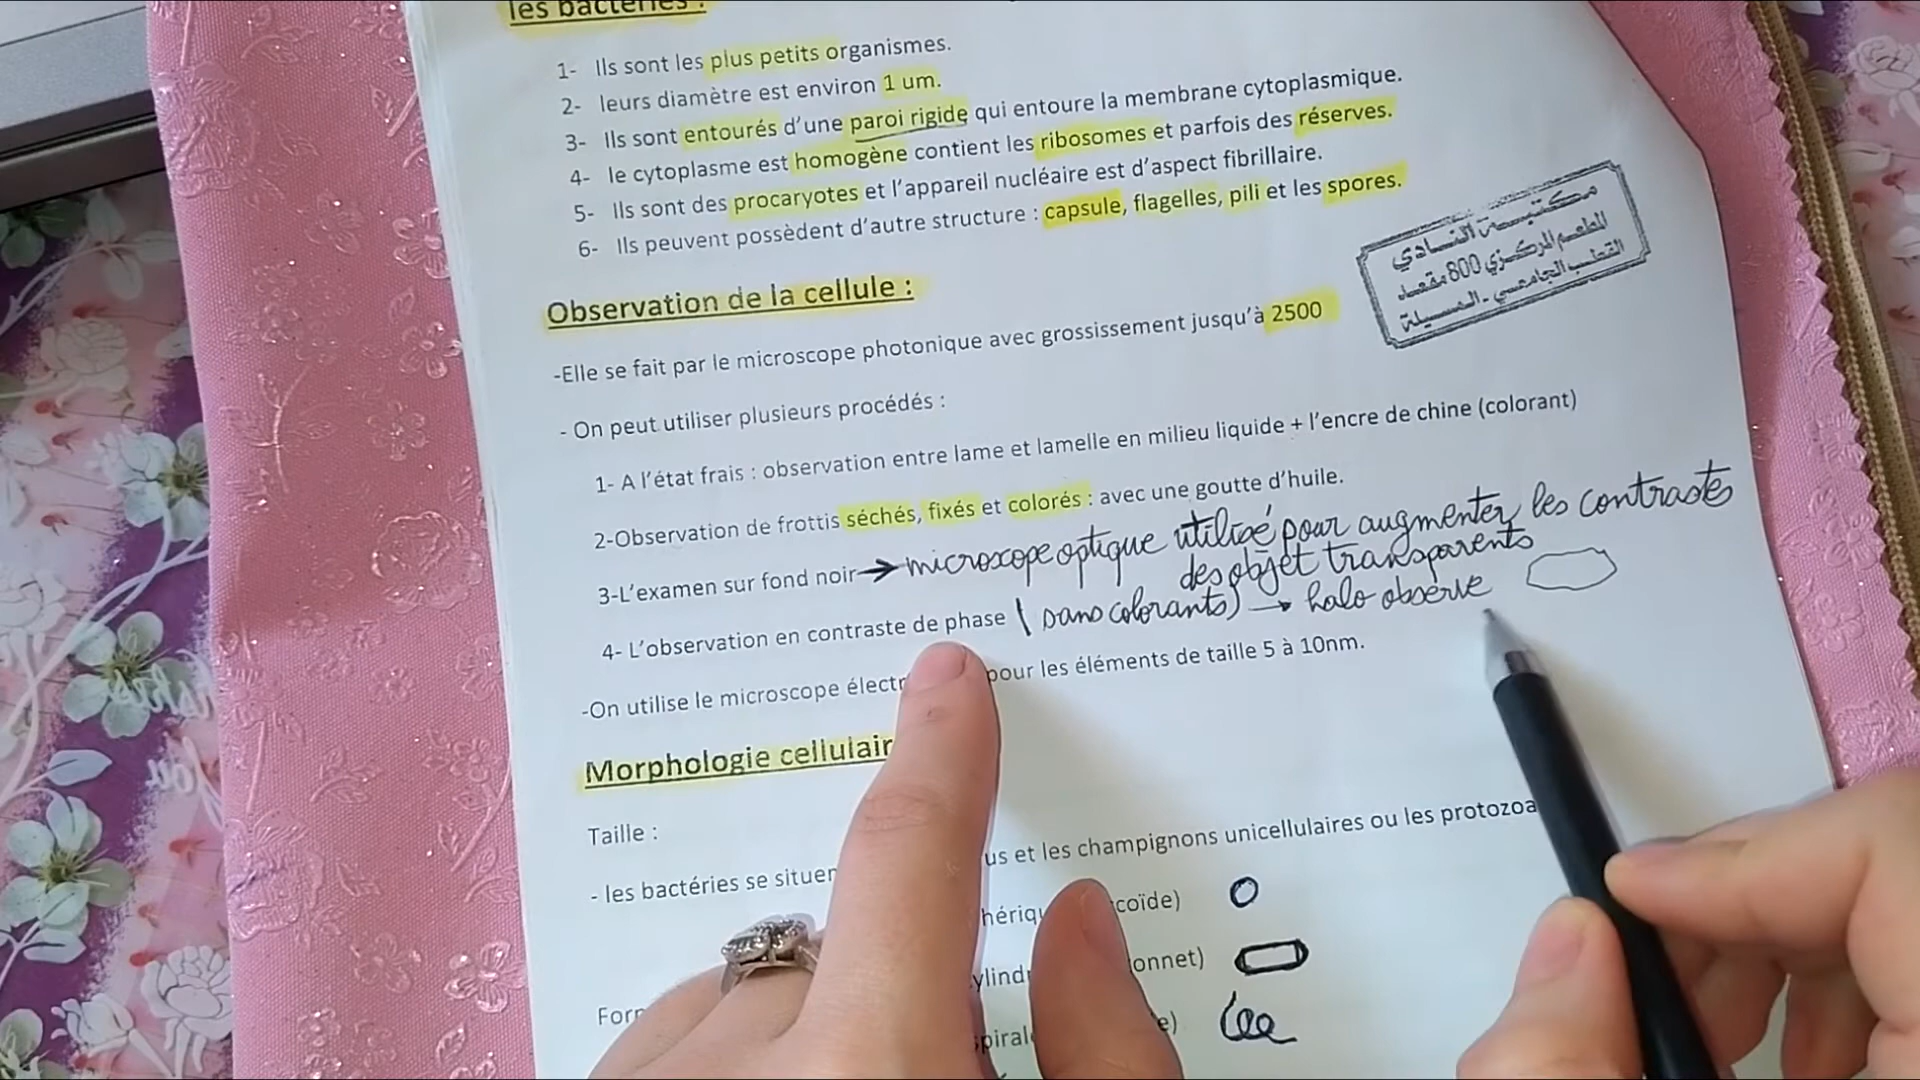 les bactéries :
1- Ils sont les plus petits organismes.
2- leurs diamètre est environ 1 um.
3- Ils sont entourés d'une paroi rigide qui entoure la membrane cytoplasmique.
4- le cytoplasme est homogène contient les ribosomes et parfois des réserves.
5- Ils sont des procaryotes et l'appareil nucléaire est d'aspect fibrillaire.
6- Ils peuvent possèdent d'autre structure : capsule, flagelles, pili et les spores.
مكتبة النادي
المطعم المركزي 800 مقعد
القطب الجامعي - المسيلة
Observation de la cellule :
-Elle se fait par le microscope photonique avec grossissement jusqu'à 2500
- On peut utiliser plusieurs procédés :
1- A l'état frais : observation entre lame et lamelle en milieu liquide + l'encre de chine (colorant)
2-Observation de frottis séchés, fixés et colorés : avec une goutte d'huile.
3-L'examen sur fond noir → microscope optique utilisé pour augmenter les contrastes
des objet transparents
4- L'observation en contraste de phase ( sans colorants) → halo observé
-On utilise le microscope électr pour les éléments de taille 5 à 10nm.
Morphologie cellulair
Taille :
- les bactéries se situen us et les champignons unicellulaires ou les protozoa
hériqu coïde)
ylind onnet)
For
spiral e)